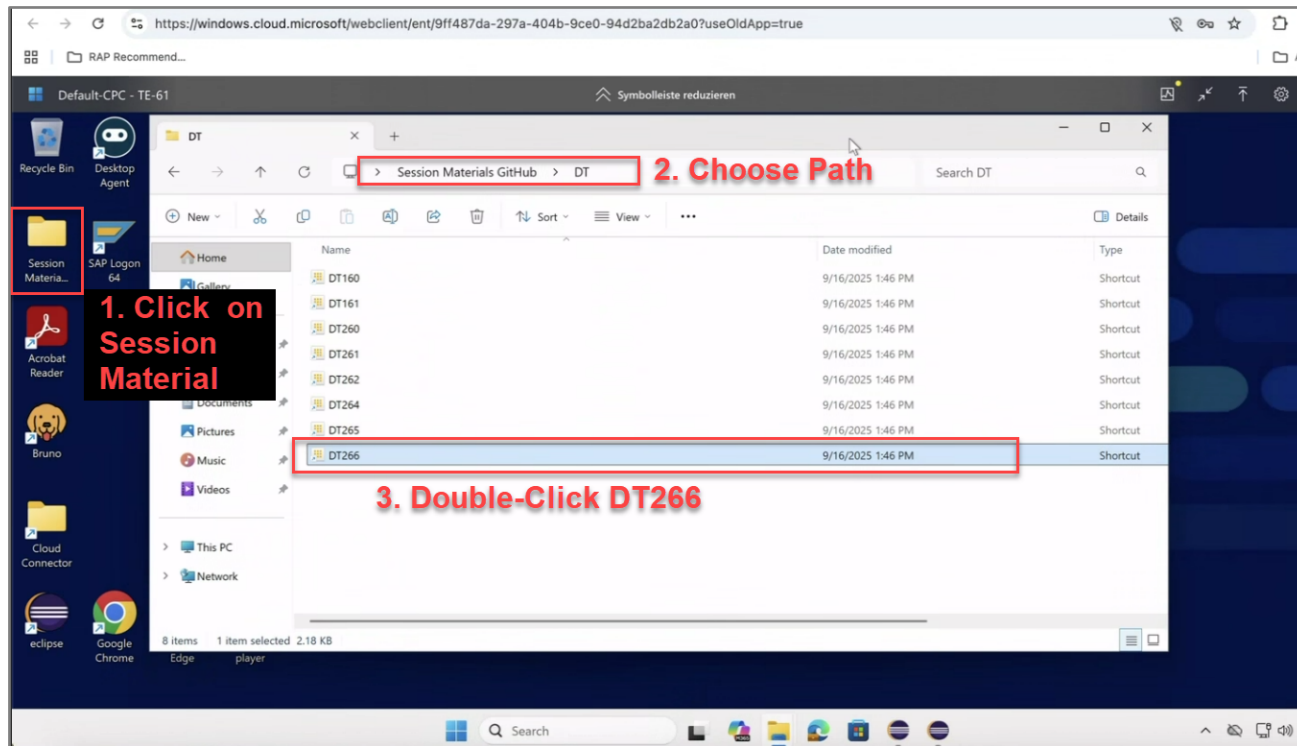 https://windows.cloud.microsoft/webclient/ent/9ff487da-297a-404b-9ce0-94d2ba2db2a0?useOldApp=true
RAP Recommend...
Default-CPC - TE-61
Symbolleiste reduzieren
Recycle Bin
Desktop
Agent
DT
Session Materials GitHub > DT
2. Choose Path
Search DT
New
Sort
View
Details
Session
Materia...
SAP Logon
64
Home
Gallery
Name
Date modified
Type
DT160 9/16/2025 1:46 PM Shortcut
DT161 9/16/2025 1:46 PM Shortcut
DT260 9/16/2025 1:46 PM Shortcut
DT261 9/16/2025 1:46 PM Shortcut
DT262 9/16/2025 1:46 PM Shortcut
DT264 9/16/2025 1:46 PM Shortcut
DT265 9/16/2025 1:46 PM Shortcut
DT266 9/16/2025 1:46 PM Shortcut
1. Click on
Session
Material
3. Double-Click DT266
Acrobat
Reader
Documents
Pictures
Music
Videos
Bruno
This PC
Network
Cloud
Connector
eclipse
Google
Chrome
8 items
1 item selected 2.18 KB
Edge
player
Search